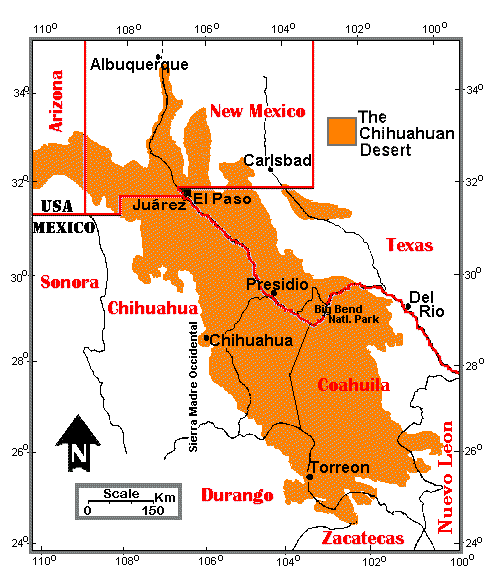 110° 108° 106° 104° 102° 100°
Albuquerque
34° 34°
Arizona
New Mexico
The
Chihuahuan
Desert
Carlsbad
32° 32°
El Paso
USA
Juárez
MEXICO
Texas
Sonora
30° 30°
Presidio
Chihuahua
Big Bend
Natl. Park
Del
Rio
Chihuahua
28° 28°
Sierra Madre Occidental
Coahuila
N
26° 26°
Torreon
Nuevo Leon
Scale
0 150 Km
Durango
Zacatecas
24° 24°
110° 108° 106° 104° 102° 100°